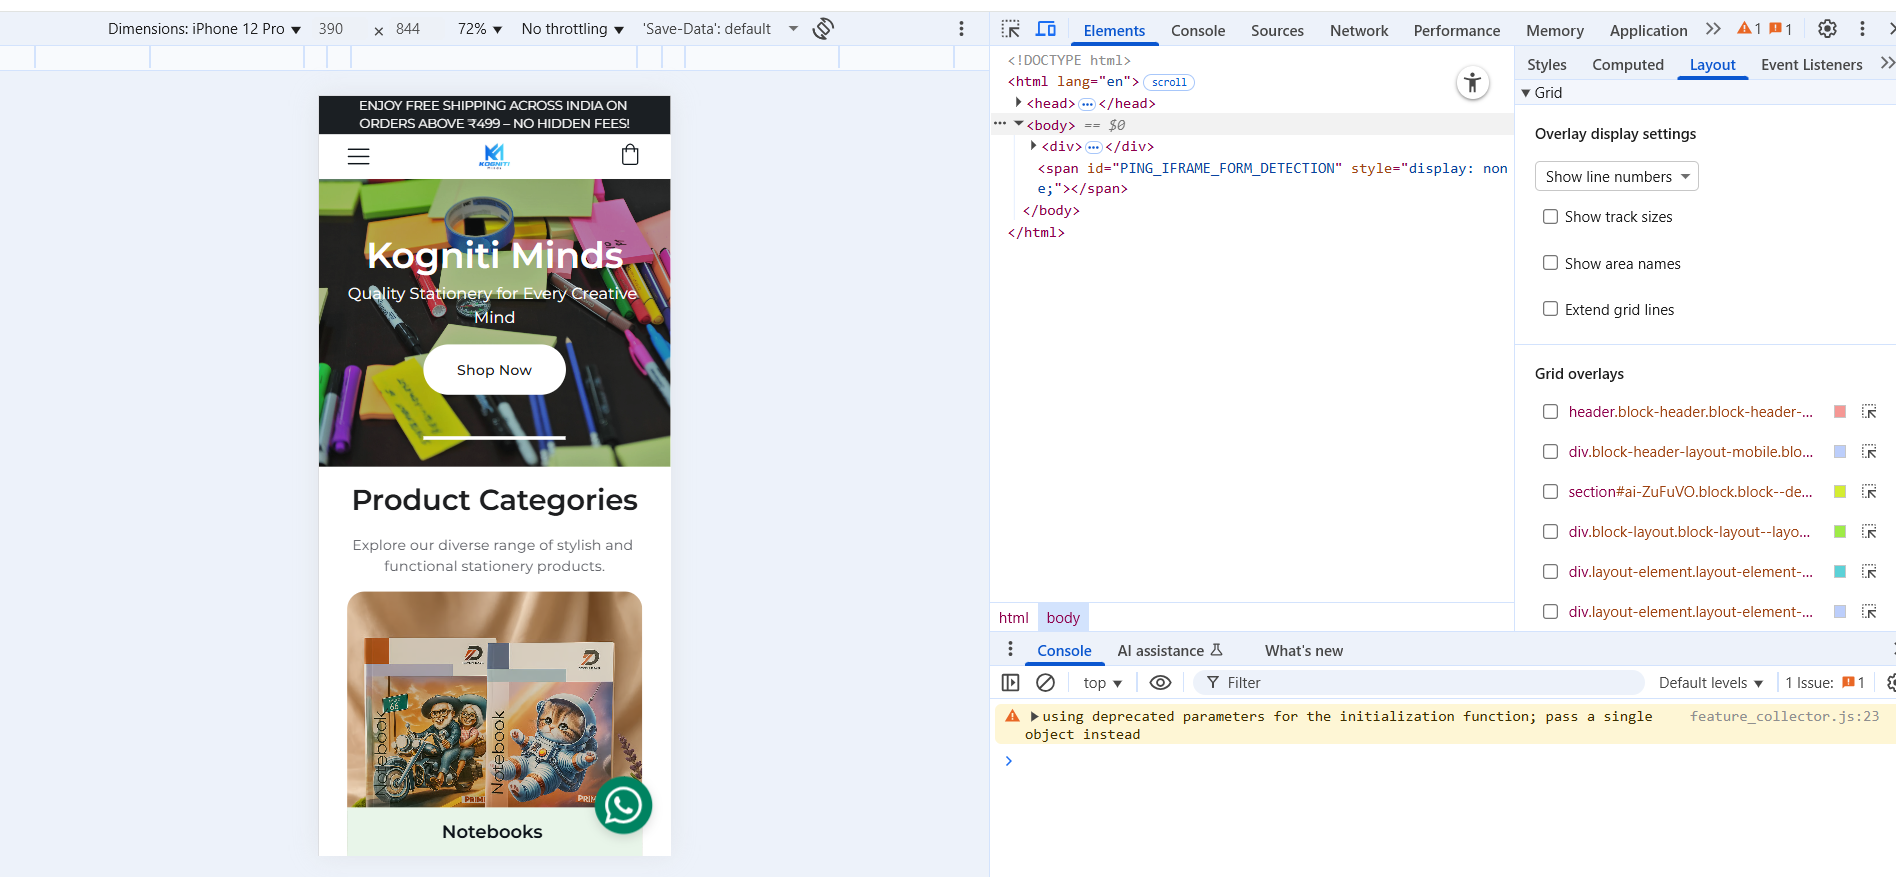 Dimensions: iPhone 12 Pro ▼ 390 × 844 72% ▼ No throttling ▼ 'Save-Data': default
ENJOY FREE SHIPPING ACROSS INDIA ON
ORDERS ABOVE ₹499 – NO HIDDEN FEES!
KOGNITI
Kogniti Minds
Quality Stationery for Every Creative
Mind
Shop Now
Product Categories
Explore our diverse range of stylish and
functional stationery products.
66
Notebook
Notebook
PRIM
PRIM
Notebooks
Elements Console Sources Network Performance Memory Application 1 1
<!DOCTYPE html>
<html lang="en"> scroll
<head> ••• </head>
••• <body> == $0
<div> ••• </div>
<span id="PING_IFRAME_FORM_DETECTION" style="display: non
e;"></span>
</body>
</html>
html body
Styles Computed Layout Event Listeners
Grid
Overlay display settings
Show line numbers
Show track sizes
Show area names
Extend grid lines
Grid overlays
header.block-header.block-header-...
div.block-header-layout-mobile.blo...
section#ai-ZuFuVO.block.block--de...
div.block-layout.block-layout--layo...
div.layout-element.layout-element-...
div.layout-element.layout-element-...
Console AI assistance What's new
top ▼ Filter Default levels ▼ 1 Issue: 1
using deprecated parameters for the initialization function; pass a single feature_collector.js:23
object instead